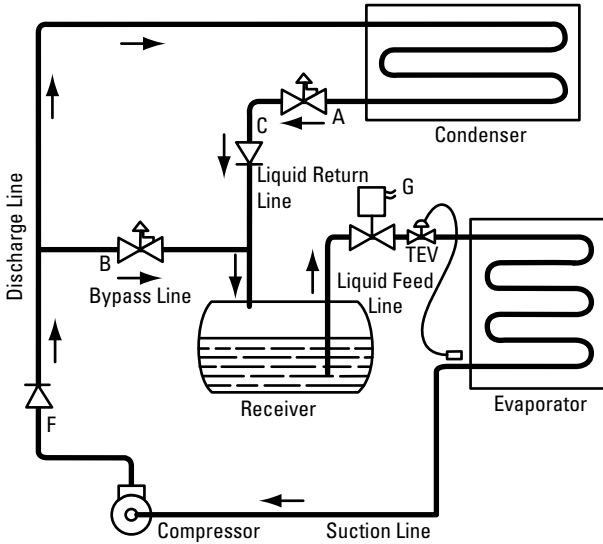 Condenser
A
C
Liquid Return
Line
G
TEV
Discharge Line
B
Bypass Line
Liquid Feed
Line
Receiver
Evaporator
F
Compressor
Suction Line